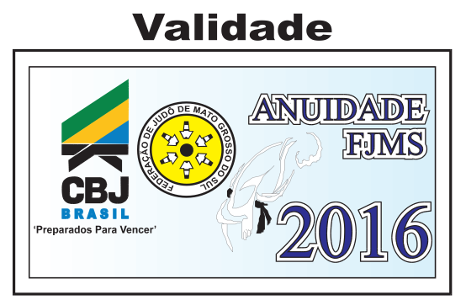 Validade
CBJ
BRASIL
'Preparados Para Vencer'
FEDERAÇÃO DE JUDÔ DE MATO GROSSO DO SUL
ANUIDADE
FJMS
2016